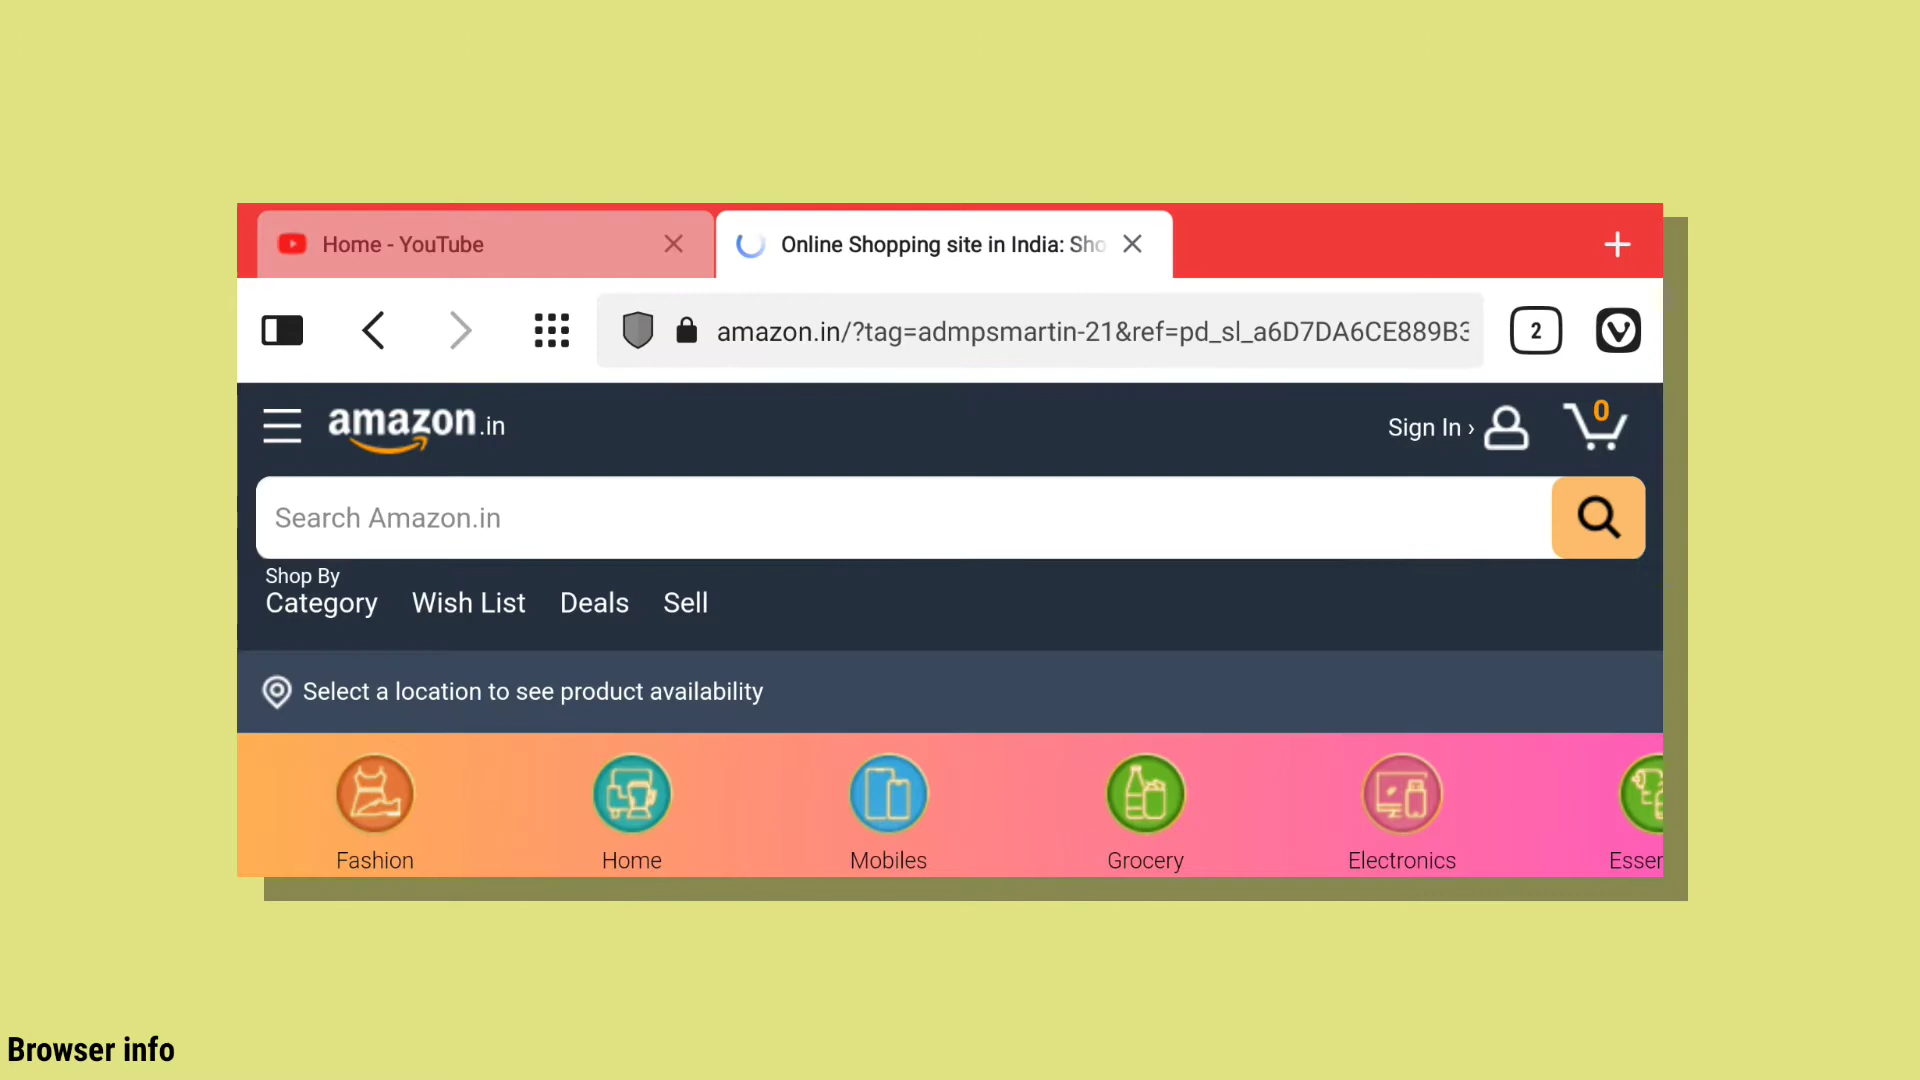 Home - YouTube
Online Shopping site in India: Sho
amazon.in/?tag=admpsmartin-21&ref=pd_sl_a6D7DA6CE889B3
2
amazon.in
Sign In ›
0
Search Amazon.in
Shop By
Category
Wish List
Deals
Sell
Select a location to see product availability
Fashion
Home
Mobiles
Grocery
Electronics
Esser
Browser info